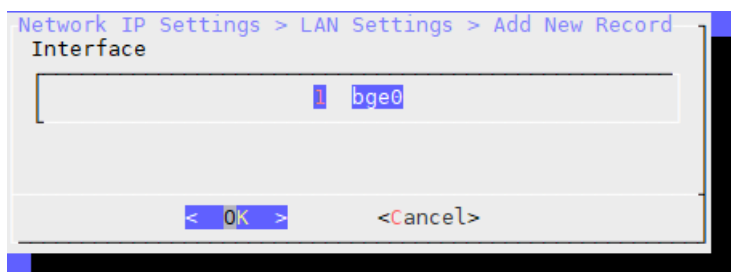 Network IP Settings > LAN Settings > Add New Record
Interface
1 bge0
< OK > <Cancel>